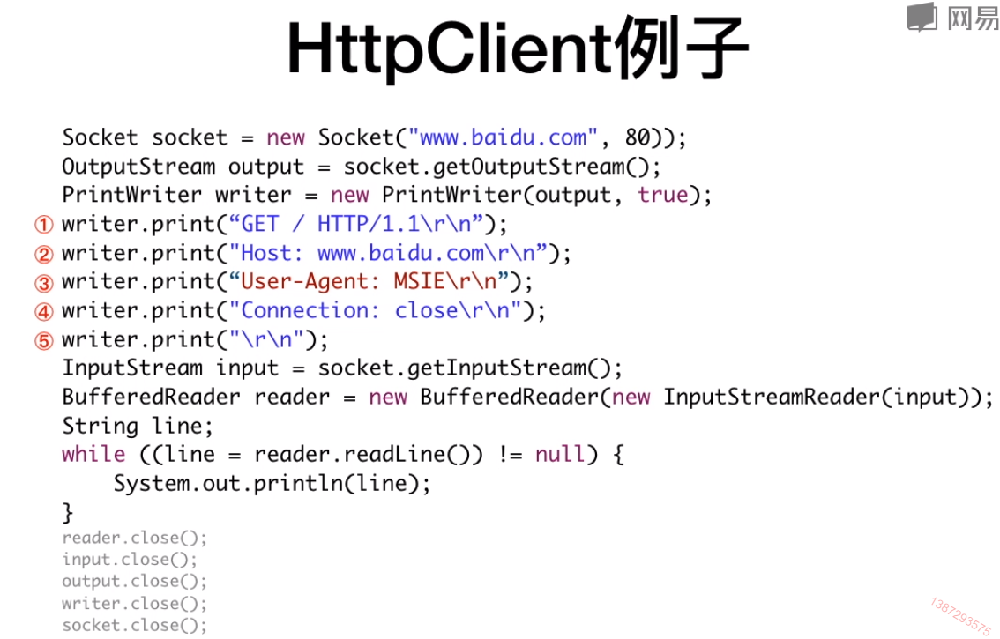 网易
HttpClient例子
Socket socket = new Socket("www.baidu.com", 80));
OutputStream output = socket.getOutputStream();
PrintWriter writer = new PrintWriter(output, true);
① writer.print(“GET / HTTP/1.1\r\n”);
② writer.print("Host: www.baidu.com\r\n”);
③ writer.print(“User-Agent: MSIE\r\n”);
④ writer.print("Connection: close\r\n");
⑤ writer.print("\r\n");
InputStream input = socket.getInputStream();
BufferedReader reader = new BufferedReader(new InputStreamReader(input));
String line;
while ((line = reader.readLine()) != null) {
    System.out.println(line);
}
reader.close();
input.close();
output.close();
writer.close();
socket.close();
1387293575